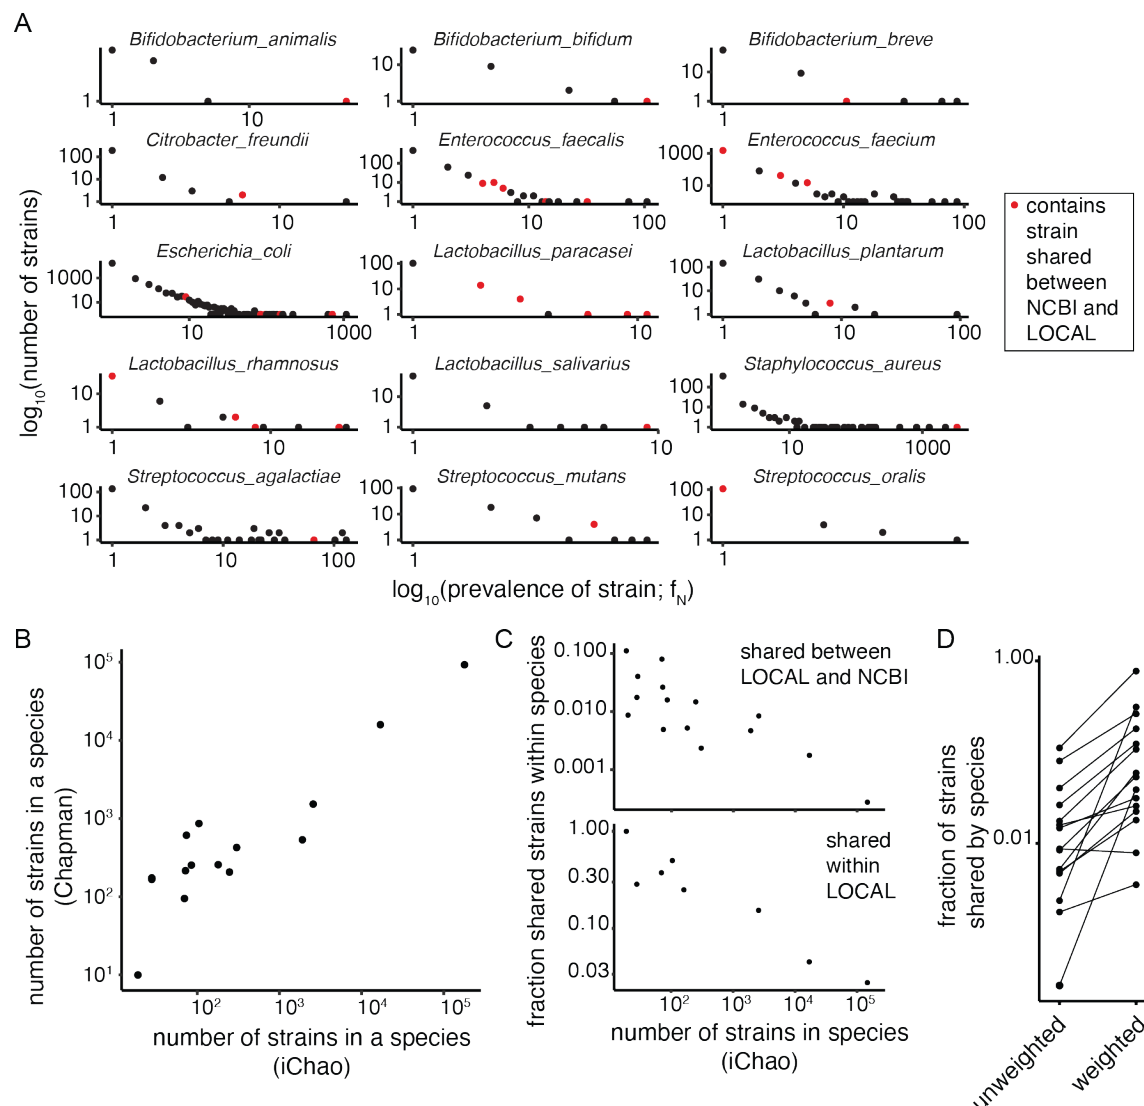 A
Bifidobacterium_animalis
Bifidobacterium_bifidum
Bifidobacterium_breve
10
1
1
10
10
1
1
10
1
1
Citrobacter_freundii
Enterococcus_faecalis
Enterococcus_faecium
100
10
1
1
10
100
10
1
1
10
100
1000
10
1
10
100
Escherichia_coli
Lactobacillus_paracasei
Lactobacillus_plantarum
1000
10
10
1000
100
10
1
1
10
100
10
1
1
10
100
Lactobacillus_rhamnosus
Lactobacillus_salivarius
Staphylococcus_aureus
10
1
1
10
10
1
1
10
100
10
1
10
1000
Streptococcus_agalactiae
Streptococcus_mutans
Streptococcus_oralis
100
10
1
1
10
100
100
10
1
1
100
10
1
1
log10(number of strains)
log10(prevalence of strain; fN)
contains
strain
shared
between
NCBI and
LOCAL
B
number of strains in a species
(Chapman)
10^5
10^4
10^3
10^2
10^1
10^2
10^3
10^4
10^5
number of strains in a species
(iChao)
C
fraction shared strains within species
0.100
0.010
0.001
shared between
LOCAL and NCBI
1.00
0.30
0.10
0.03
shared
within
LOCAL
10^2
10^3
10^4
10^5
number of strains in species
(iChao)
D
fraction of strains
shared by species
1.00
0.01
unweighted
weighted